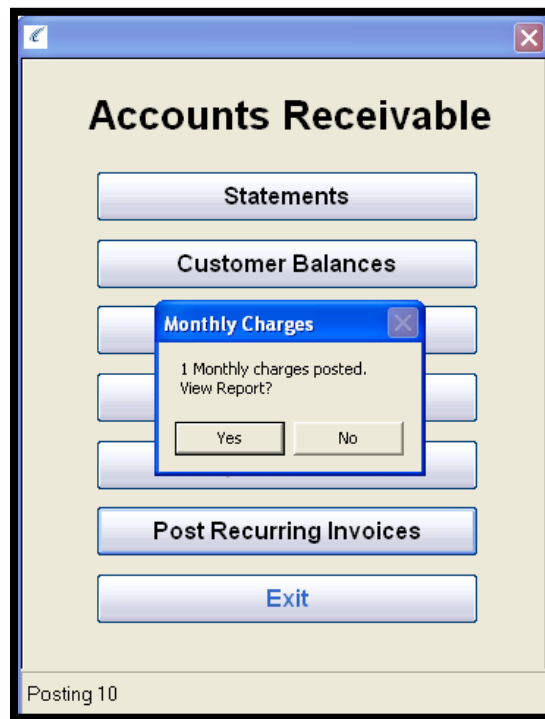 Accounts Receivable
Statements
Customer Balances
Monthly Charges
1 Monthly charges posted.
View Report?
Yes
No
Post Recurring Invoices
Exit
Posting 10